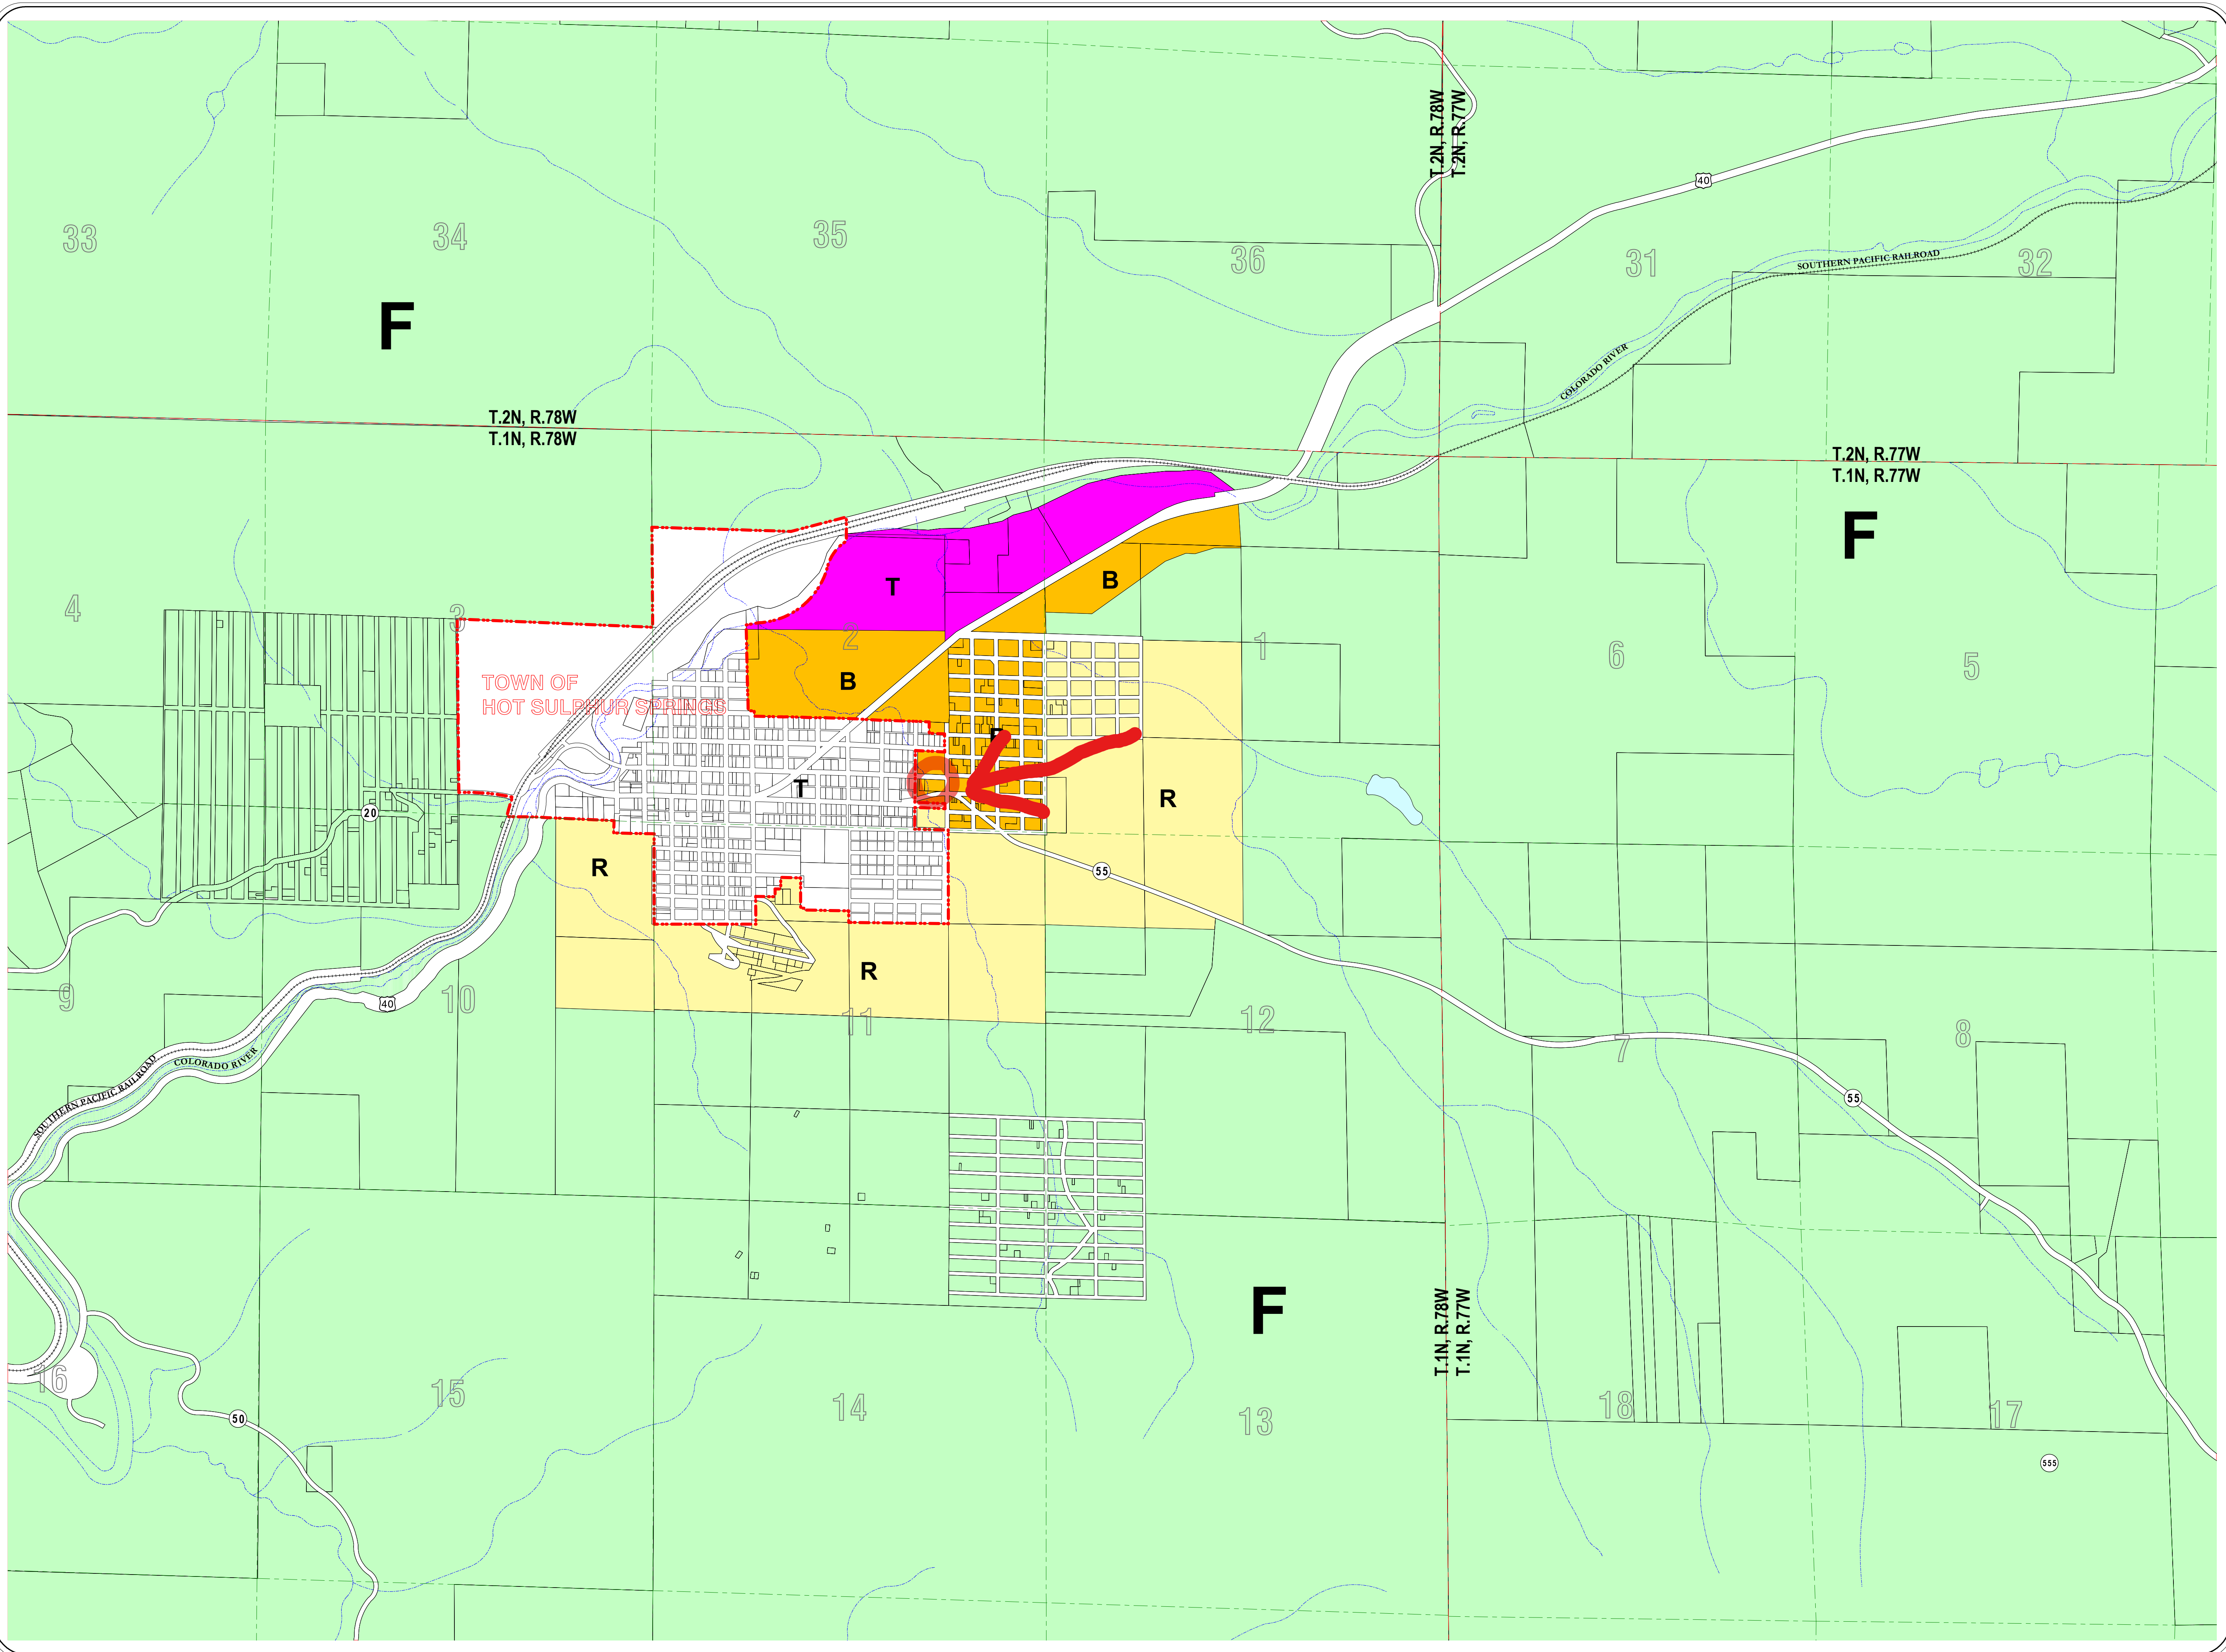 T.2N, R.78W
T.2N, R.77W
40
33
34
35
36
31
32
SOUTHERN PACIFIC RAILROAD
F
COLORADO RIVER
T.2N, R.78W
T.1N, R.78W
T.2N, R.77W
T.1N, R.77W
F
4
3
T
B
2
1
6
5
TOWN OF
HOT SULPHUR SPRINGS
B
T
R
20
R
55
R
9
40
10
11
12
7
8
SOUTHERN PACIFIC RAILROAD
COLORADO RIVER
55
F
T.1N, R.78W
T.1N, R.77W
16
15
14
13
18
17
50
555